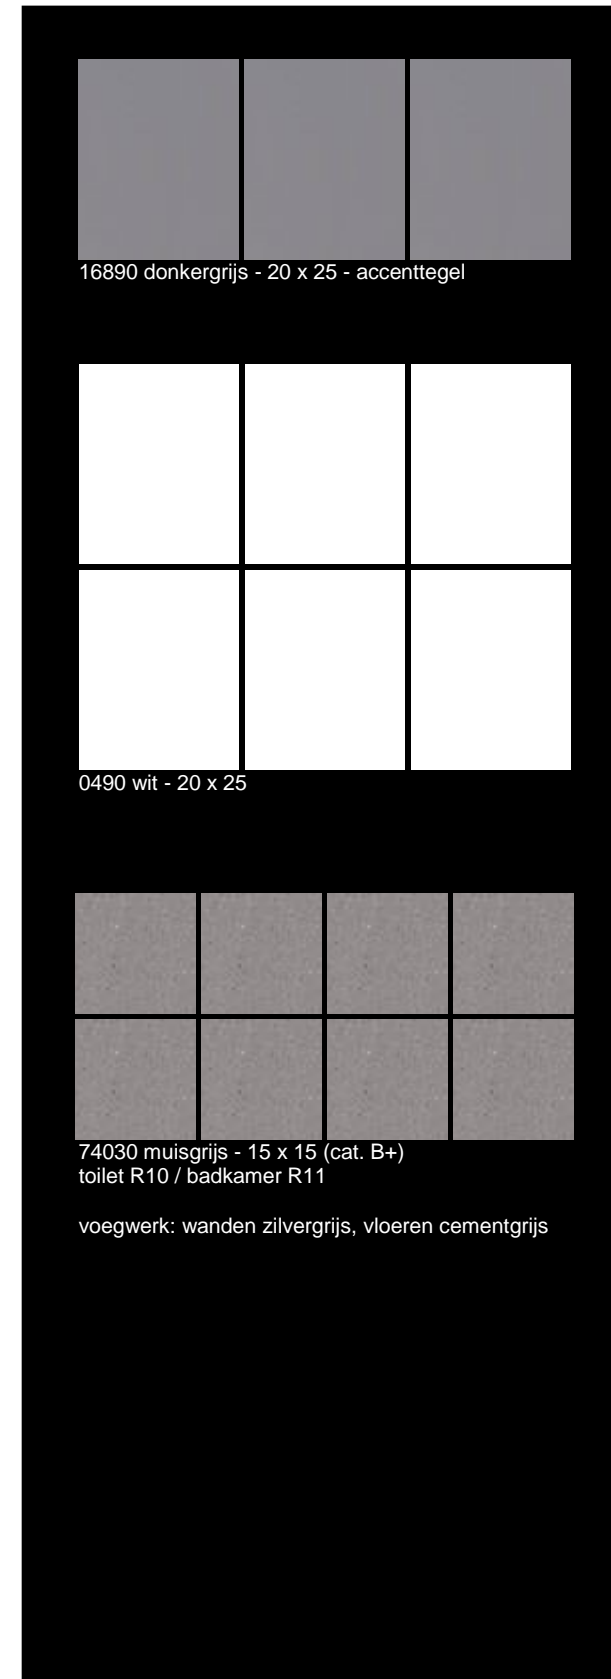 16890 donkergrijs - 20 x 25 - accenttegel
0490 wit - 20 x 25
74030 muisgrijs - 15 x 15 (cat. B+)
toilet R10 / badkamer R11
voegwerk: wanden zilvergrijs, vloeren cementgrijs